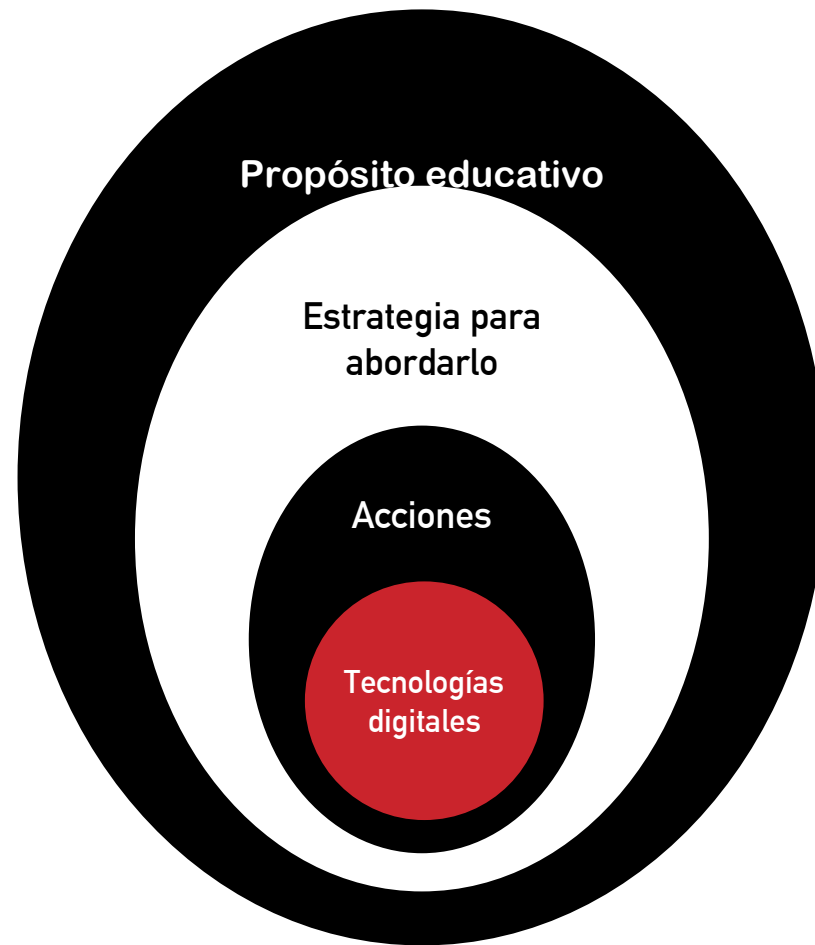 Propósito educativo
Estrategia para
abordarlo
Acciones
Tecnologías
digitales